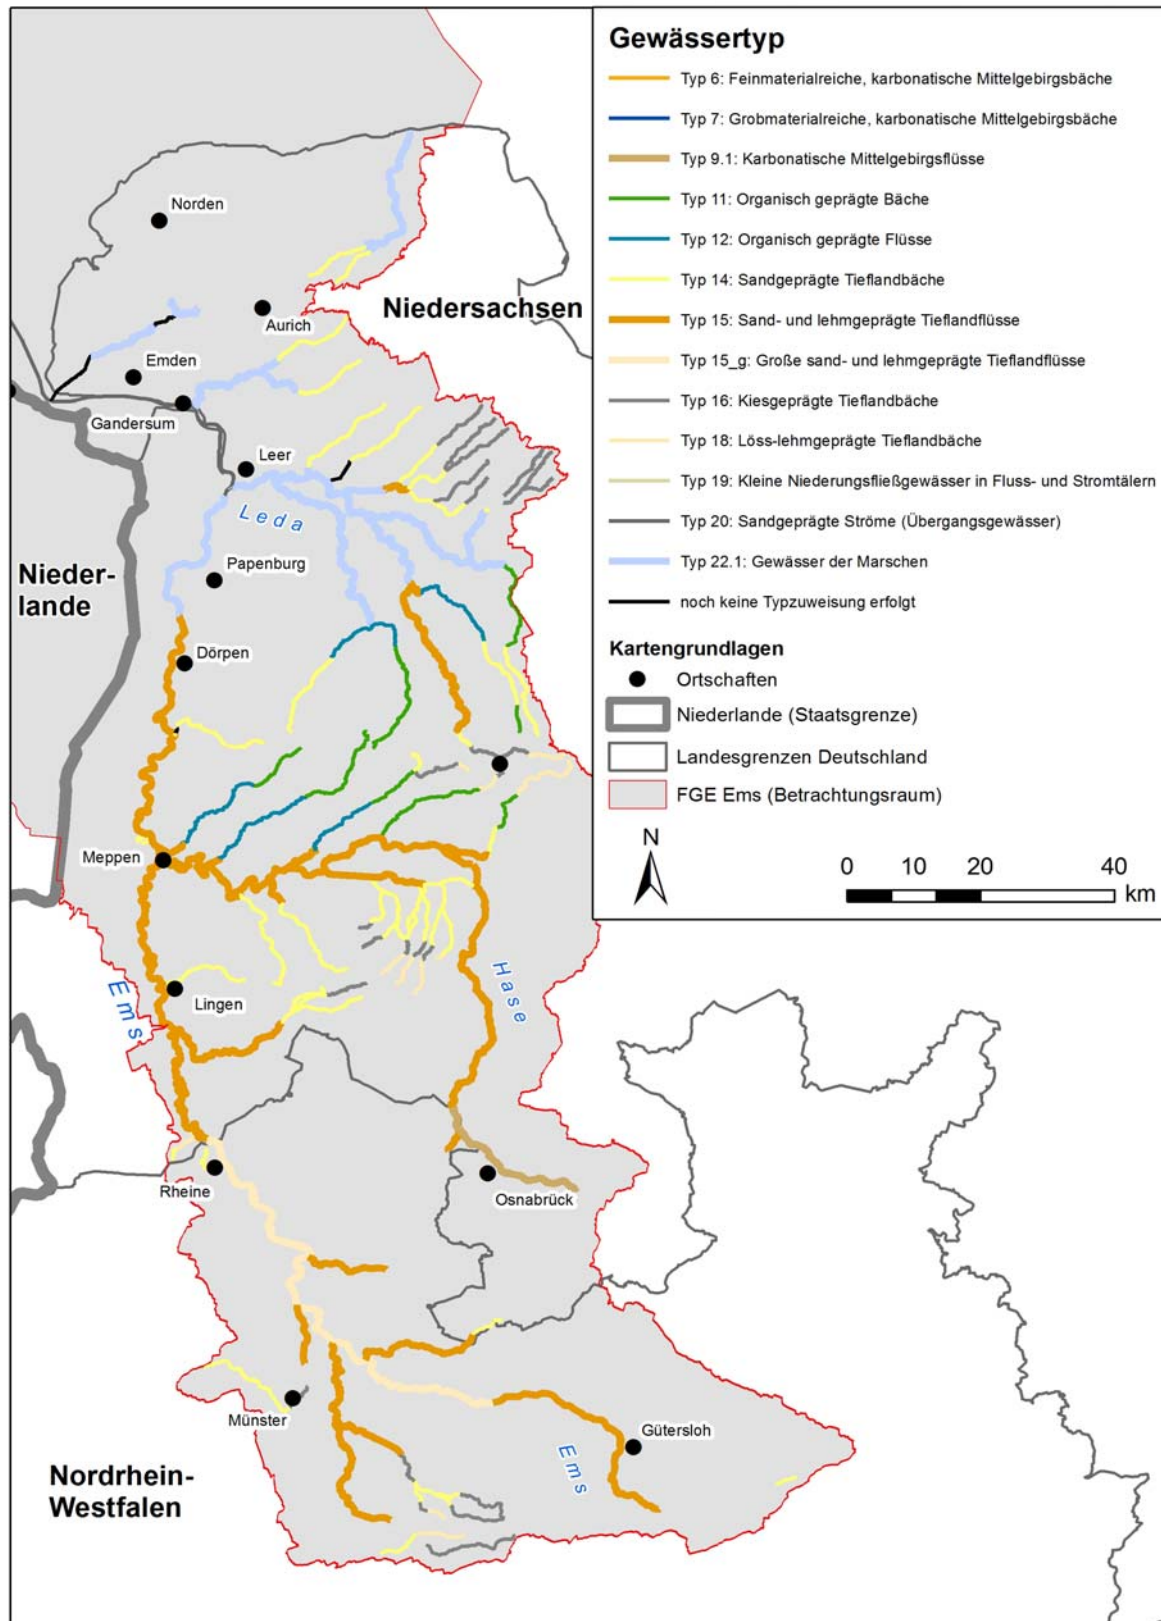 Gewässertyp
Typ 6: Feinmaterialreiche, karbonatische Mittelgebirgsbäche
Typ 7: Grobmaterialreiche, karbonatische Mittelgebirgsbäche
Typ 9.1: Karbonatische Mittelgebirgsflüsse
Typ 11: Organisch geprägte Bäche
Typ 12: Organisch geprägte Flüsse
Typ 14: Sandgeprägte Tieflandbäche
Typ 15: Sand- und lehmgeprägte Tieflandflüsse
Typ 15_g: Große sand- und lehmgeprägte Tieflandflüsse
Typ 16: Kiesgeprägte Tieflandbäche
Typ 18: Löss-lehmgeprägte Tieflandbäche
Typ 19: Kleine Niederungsfließgewässer in Fluss- und Stromtälern
Typ 20: Sandgeprägte Ströme (Übergangsgewässer)
Typ 22.1: Gewässer der Marschen
noch keine Typzuweisung erfolgt
Kartengrundlagen
Ortschaften
Niederlande (Staatsgrenze)
Landesgrenzen Deutschland
FGE Ems (Betrachtungsraum)
N
0 10 20 40
km
Norden
Niedersachsen
Aurich
Emden
Gandersum
Leer
Leda
Nieder-
lande
Papenburg
Dörpen
Meppen
Hase
Ems
Lingen
Rheine
Osnabrück
Münster
Gütersloh
Ems
Nordrhein-
Westfalen